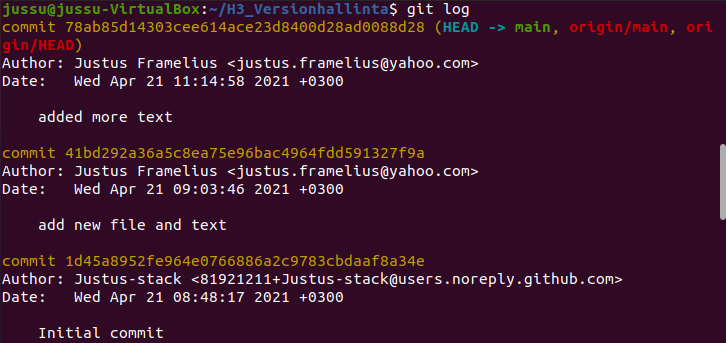 jussu@jussu-VirtualBox:~/H3_Versionhallinta$ git log
commit 78ab85d14303cee614ace23d8400d28ad0088d28 (HEAD -> main, origin/main, ori
gin/HEAD)
Author: Justus Framelius <justus.framelius@yahoo.com>
Date:   Wed Apr 21 11:14:58 2021 +0300
    added more text
commit 41bd292a36a5c8ea75e96bac4964fdd591327f9a
Author: Justus Framelius <justus.framelius@yahoo.com>
Date:   Wed Apr 21 09:03:46 2021 +0300
    add new file and text
commit 1d45a8952fe964e0766886a2c9783cbdaaf8a34e
Author: Justus-stack <81921211+Justus-stack@users.noreply.github.com>
Date:   Wed Apr 21 08:48:17 2021 +0300
    Initial commit